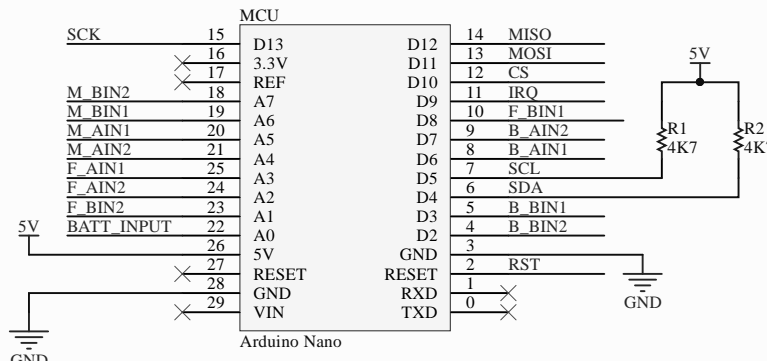 MCU
SCK 15 D13 D12 14 MISO
16 3.3V D11 13 MOSI
17 REF D10 12 CS
M_BIN2 18 A7 D9 11 IRQ
M_BIN1 19 A6 D8 10 F_BIN1
M_AIN1 20 A5 D7 9 B_AIN2
M_AIN2 21 A4 D6 8 B_AIN1
F_AIN1 25 A3 D5 7 SCL
F_AIN2 24 A2 D4 6 SDA
F_BIN2 23 A1 D3 5 B_BIN1
BATT_INPUT 22 A0 D2 4 B_BIN2
5V 26 5V GND 3
27 RESET RESET 2 RST
28 GND RXD 1
29 VIN TXD 0
Arduino Nano
GND
5V
R1
4K7
R2
4K7
GND